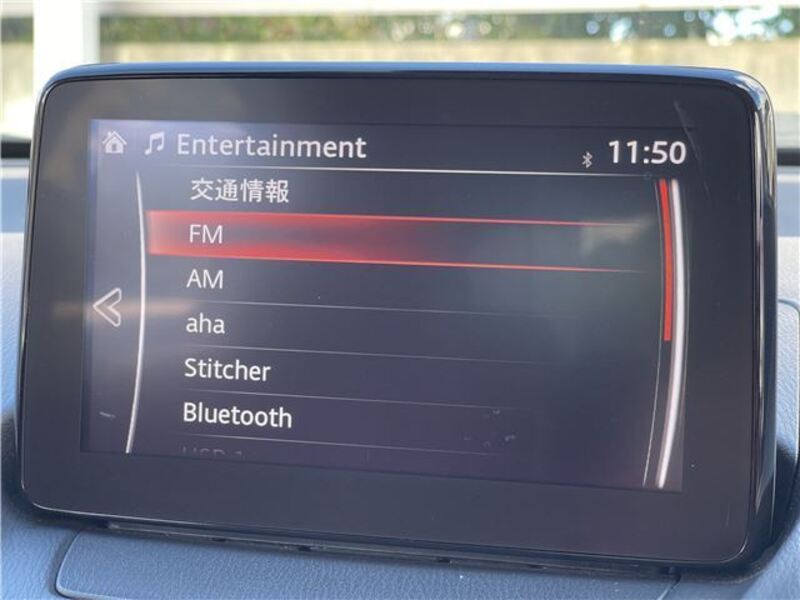 Entertainment
11:50
交通情報
FM
AM
aha
Stitcher
Bluetooth